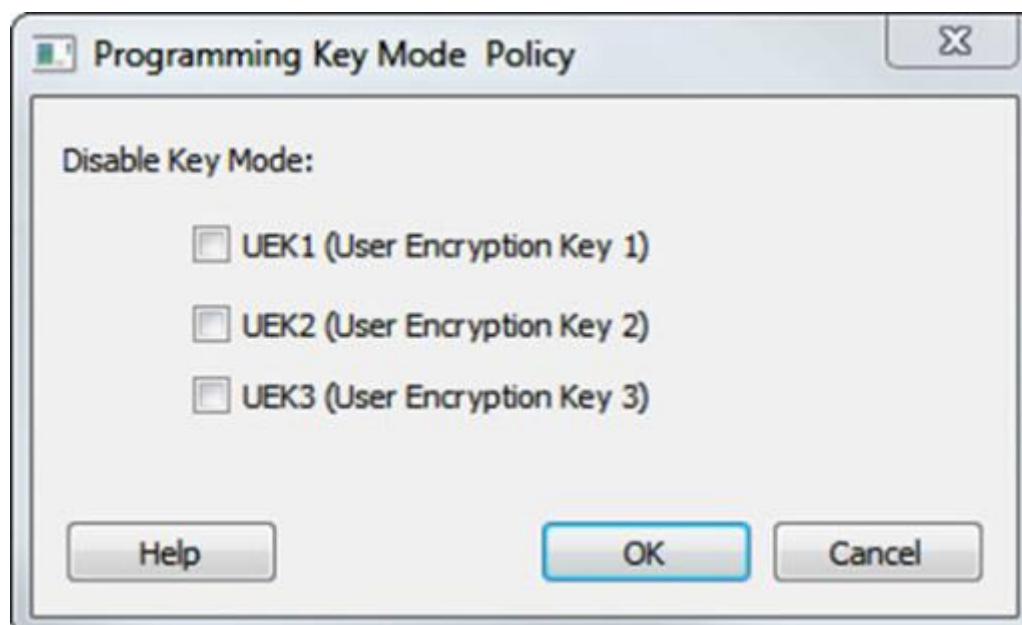 Programming Key Mode Policy
Disable Key Mode:
UEK1 (User Encryption Key 1)
UEK2 (User Encryption Key 2)
UEK3 (User Encryption Key 3)
Help OK Cancel